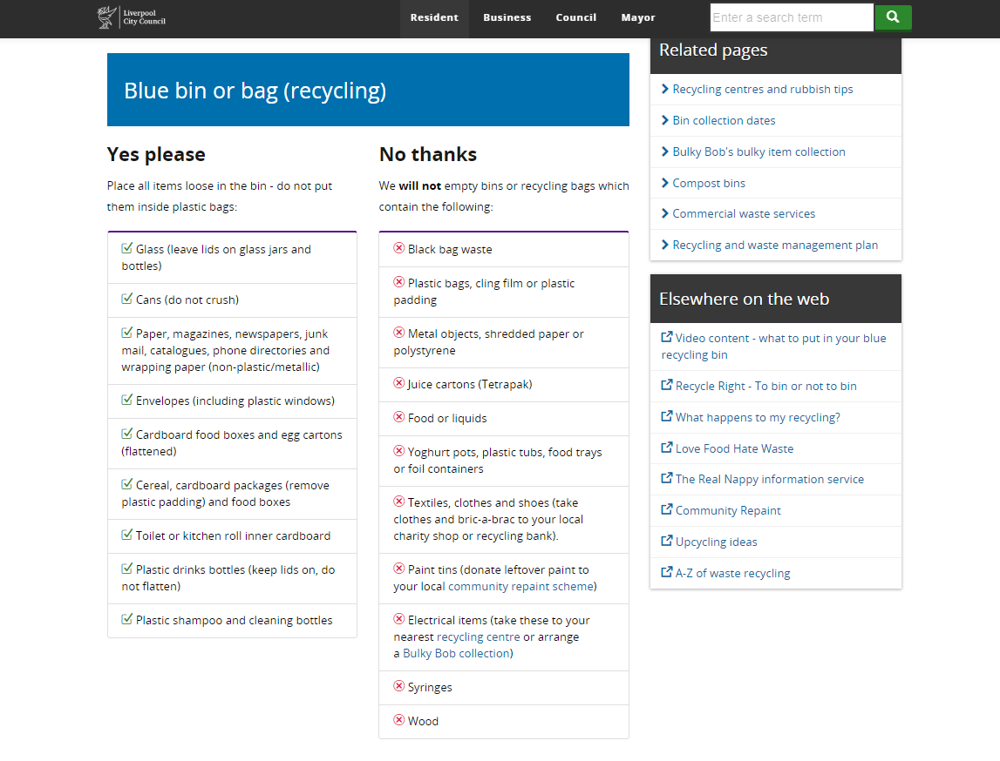 Liverpool
City Council
Resident
Business
Council
Mayor
Enter a search term
Blue bin or bag (recycling)
Yes please
Place all items loose in the bin - do not put
them inside plastic bags:
Glass (leave lids on glass jars and
bottles)
Cans (do not crush)
Paper, magazines, newspapers, junk
mail, catalogues, phone directories and
wrapping paper (non-plastic/metallic)
Envelopes (including plastic windows)
Cardboard food boxes and egg cartons
(flattened)
Cereal, cardboard packages (remove
plastic padding) and food boxes
Toilet or kitchen roll inner cardboard
Plastic drinks bottles (keep lids on, do
not flatten)
Plastic shampoo and cleaning bottles
No thanks
We will not empty bins or recycling bags which
contain the following:
Black bag waste
Plastic bags, cling film or plastic
padding
Metal objects, shredded paper or
polystyrene
Juice cartons (Tetrapak)
Food or liquids
Yoghurt pots, plastic tubs, food trays
or foil containers
Textiles, clothes and shoes (take
clothes and bric-a-brac to your local
charity shop or recycling bank).
Paint tins (donate leftover paint to
your local community repaint scheme)
Electrical items (take these to your
nearest recycling centre or arrange
a Bulky Bob collection)
Syringes
Wood
Related pages
Recycling centres and rubbish tips
Bin collection dates
Bulky Bob's bulky item collection
Compost bins
Commercial waste services
Recycling and waste management plan
Elsewhere on the web
Video content - what to put in your blue
recycling bin
Recycle Right - To bin or not to bin
What happens to my recycling?
Love Food Hate Waste
The Real Nappy information service
Community Repaint
Upcycling ideas
A-Z of waste recycling